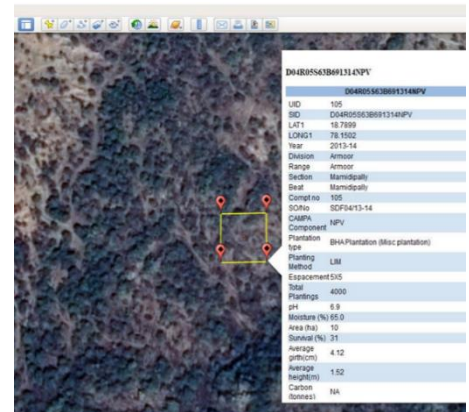 D04R05S63B691314NPV
D04R05S63B691314NPV
UID 105
SID D04R05S63B691314NPV
LAT1 18.7899
LONG1 78.1502
Year 2013-14
Division Armoor
Range Armoor
Section Mamidipally
Beat Mamidipally
Compt no 105
SO/No SDF04/13-14
CAMPA
Component NPV
Plantation
type BHA Plantation (Misc plantation)
Planting
Method LIM
Espacement 5X5
Total
Plantings 4000
pH 6.9
Moisture (%) 65.0
Area (ha) 10
Survival (%) 31
Average
girth(cm) 4.12
Average
height(m) 1.52
Carbon
(tonnes) NA